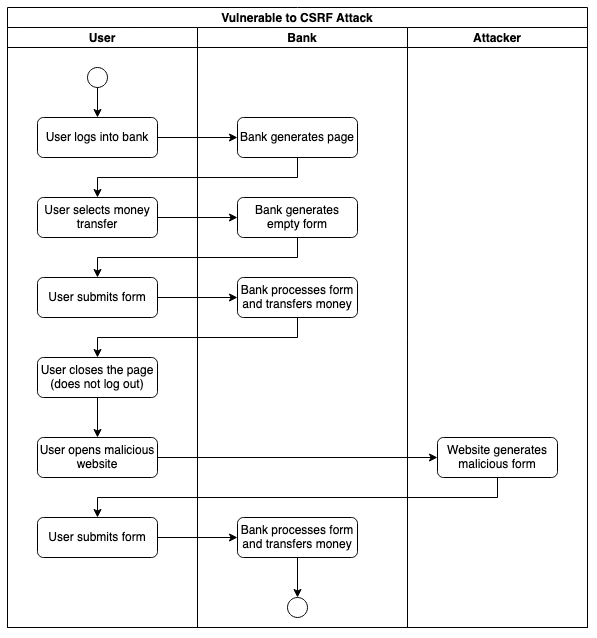 Vulnerable to CSRF Attack
User
Bank
Attacker
User logs into bank
Bank generates page
User selects money
transfer
Bank generates
empty form
User submits form
Bank processes form
and transfers money
User closes the page
(does not log out)
User opens malicious
website
Website generates
malicious form
User submits form
Bank processes form
and transfers money